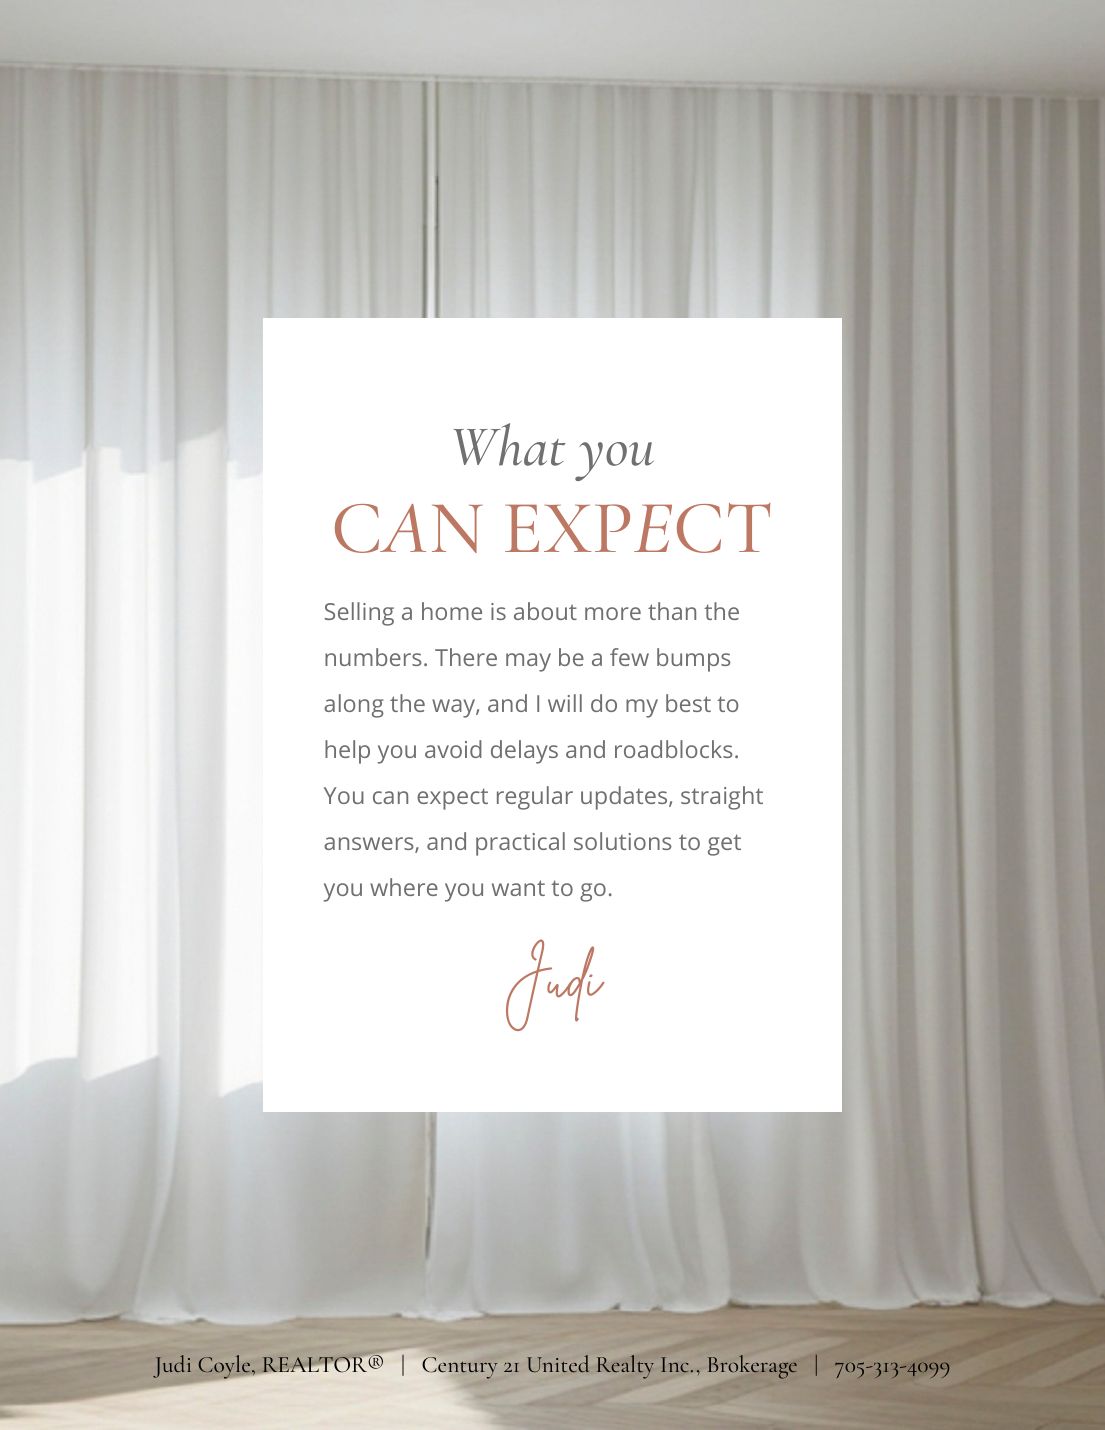 What you
CAN EXPECT
Selling a home is about more than the
numbers. There may be a few bumps
along the way, and I will do my best to
help you avoid delays and roadblocks.
You can expect regular updates, straight
answers, and practical solutions to get
you where you want to go.
Judi
Judi Coyle, REALTOR® | Century 21 United Realty Inc., Brokerage | 705-313-4099